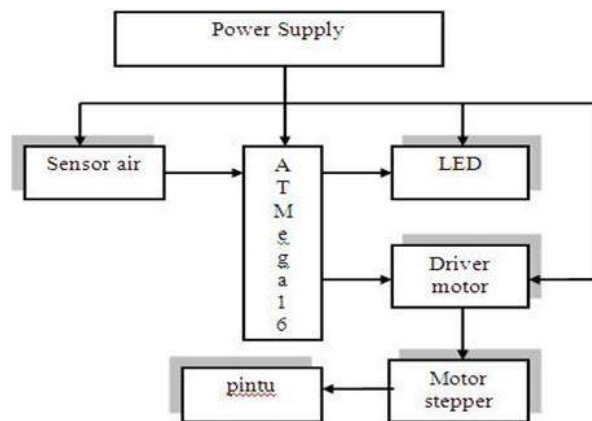 Power Supply
Sensor air
A
T
M
e
g
a
1
6
LED
Driver
motor
pintu
Motor
stepper